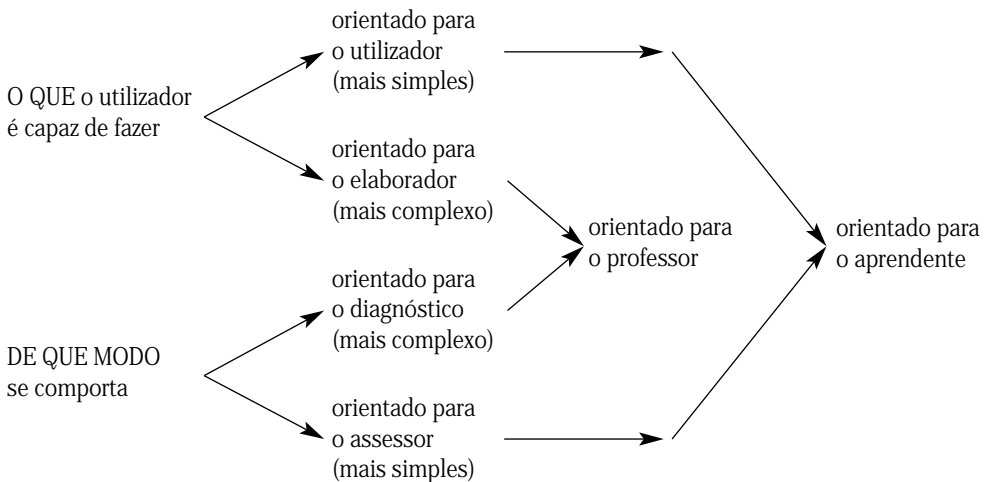 orientado para
o utilizador
(mais simples)
O QUE o utilizador
é capaz de fazer
orientado para
o elaborador
(mais complexo)
orientado para
o professor
orientado para
o aprendente
orientado para
o diagnóstico
(mais complexo)
DE QUE MODO
se comporta
orientado para
o assessor
(mais simples)